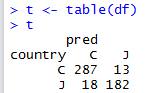 > t <- table(df)
> t
pred
country C J
C 287 13
J 18 182